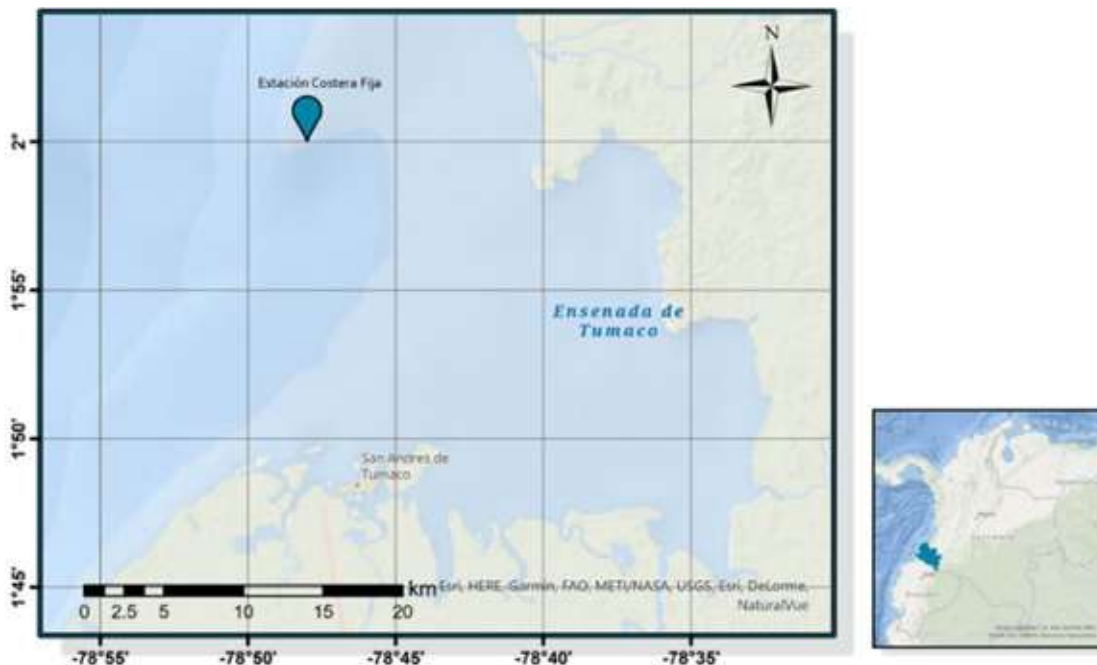 N
Estación Costera Fija
2°
1°55'
Ensenada de
Tumaco
1°50'
San Andres de
Tumaco
1°45'
km
Esri, HERE, Garmin, FAO, METI/NASA, USGS, Esri, DeLorme,
NaturalVue
0 2.5 5 10 15 20
-78°55' -78°50' -78°45' -78°40' -78°35'